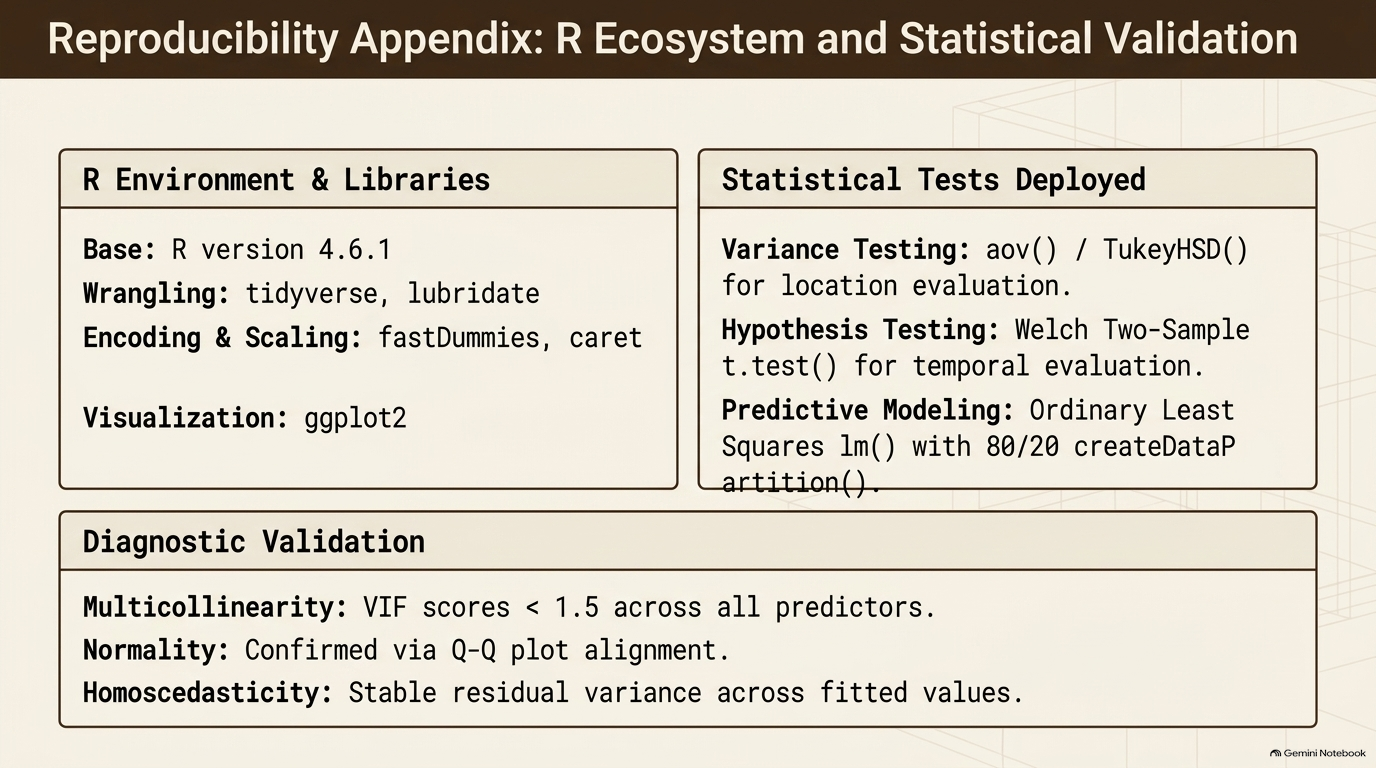 Reproducibility Appendix: R Ecosystem and Statistical Validation
R Environment & Libraries
Base: R version 4.6.1
Wrangling: tidyverse, lubridate
Encoding & Scaling: fastDummies, caret
Visualization: ggplot2
Statistical Tests Deployed
Variance Testing: aov() / TukeyHSD()
for location evaluation.
Hypothesis Testing: Welch Two-Sample
t.test() for temporal evaluation.
Predictive Modeling: Ordinary Least
Squares lm() with 80/20 createDataP
artition().
Diagnostic Validation
Multicollinearity: VIF scores < 1.5 across all predictors.
Normality: Confirmed via Q-Q plot alignment.
Homoscedasticity: Stable residual variance across fitted values.
Gemini Notebook